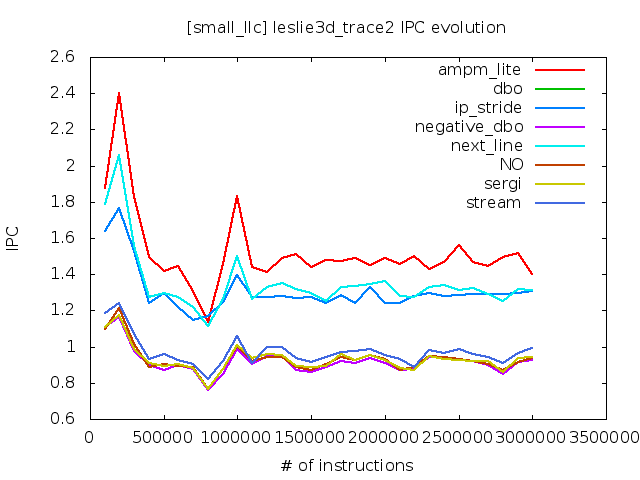 [small_llc] leslie3d_trace2 IPC evolution
2.6
2.4
2.2
2
1.8
1.6
1.4
1.2
1
0.8
0.6
IPC
ampm_lite
dbo
ip_stride
negative_dbo
next_line
NO
sergi
stream
0 500000 1000000 1500000 2000000 2500000 3000000 3500000
# of instructions